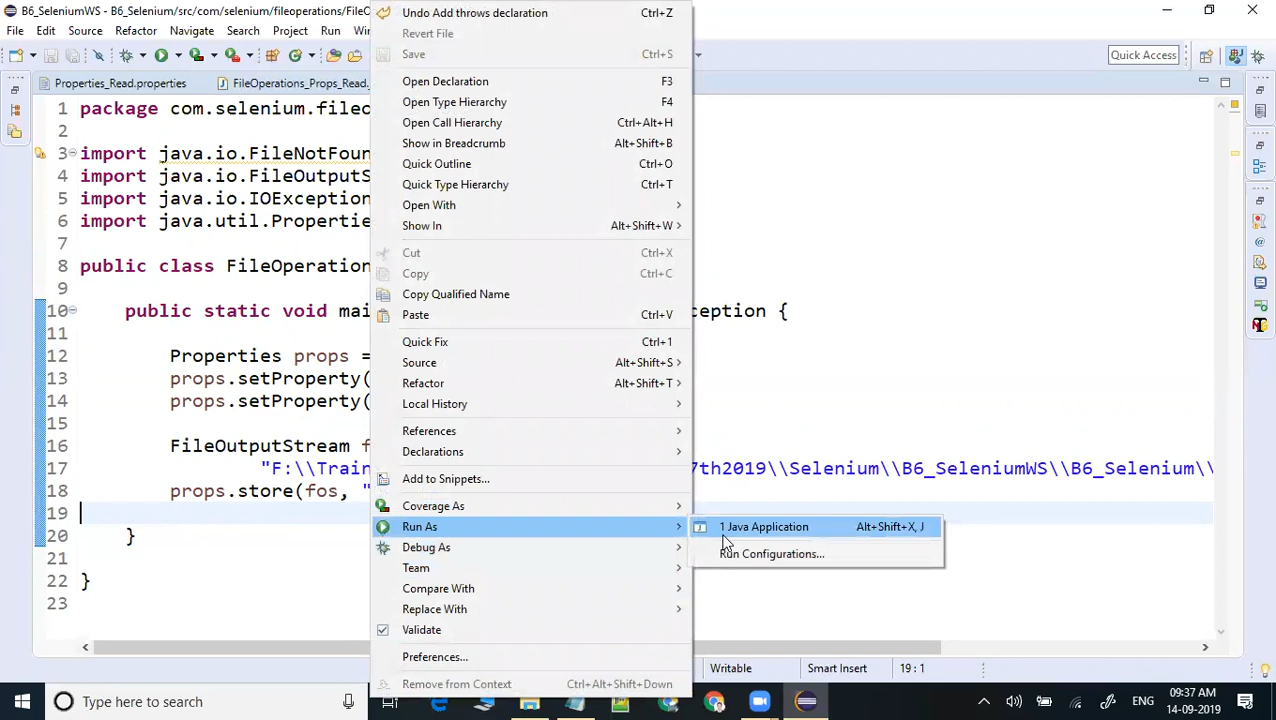 B6_SeleniumWS - B6_Selenium/src/com/selenium/fileoperations/FileO
File Edit Source Refactor Navigate Search Project Run
Quick Access
Properties_Read.properties
FileOperations_Props_Read.
Undo Add throws declaration Ctrl+Z
Revert File
Save Ctrl+S
Open Declaration F3
Open Type Hierarchy F4
Open Call Hierarchy Ctrl+Alt+H
Show in Breadcrumb Alt+Shift+B
Quick Outline Ctrl+O
Quick Type Hierarchy Ctrl+T
Open With
Show In Alt+Shift+W
Cut Ctrl+X
Copy Ctrl+C
Copy Qualified Name
Paste Ctrl+V
Quick Fix Ctrl+1
Source Alt+Shift+S
Refactor Alt+Shift+T
Local History
References
Declarations
Add to Snippets...
Coverage As
Run As
Debug As
Team
Compare With
Replace With
Validate
Preferences...
Remove from Context Ctrl+Alt+Shift+Down
1 Java Application Alt+Shift+X, J
Run Configurations...
1 package com.selenium.fileo
2
3 import java.io.FileNotFoun
4 import java.io.FileOutputS
5 import java.io.IOException
6 import java.util.Propertie
7
8 public class FileOperation
9
10 public static void mai ception {
11
12 Properties props =
13 props.setProperty(
14 props.setProperty(
15
16 FileOutputStream f
17 "F:\\Train 7th2019\\Selenium\\B6_SeleniumWS\\B6_Selenium\\
18 props.store(fos, "
19
20 }
21
22 }
23
Writable Smart Insert 19 : 1
Type here to search
ENG
09:37 AM
14-09-2019